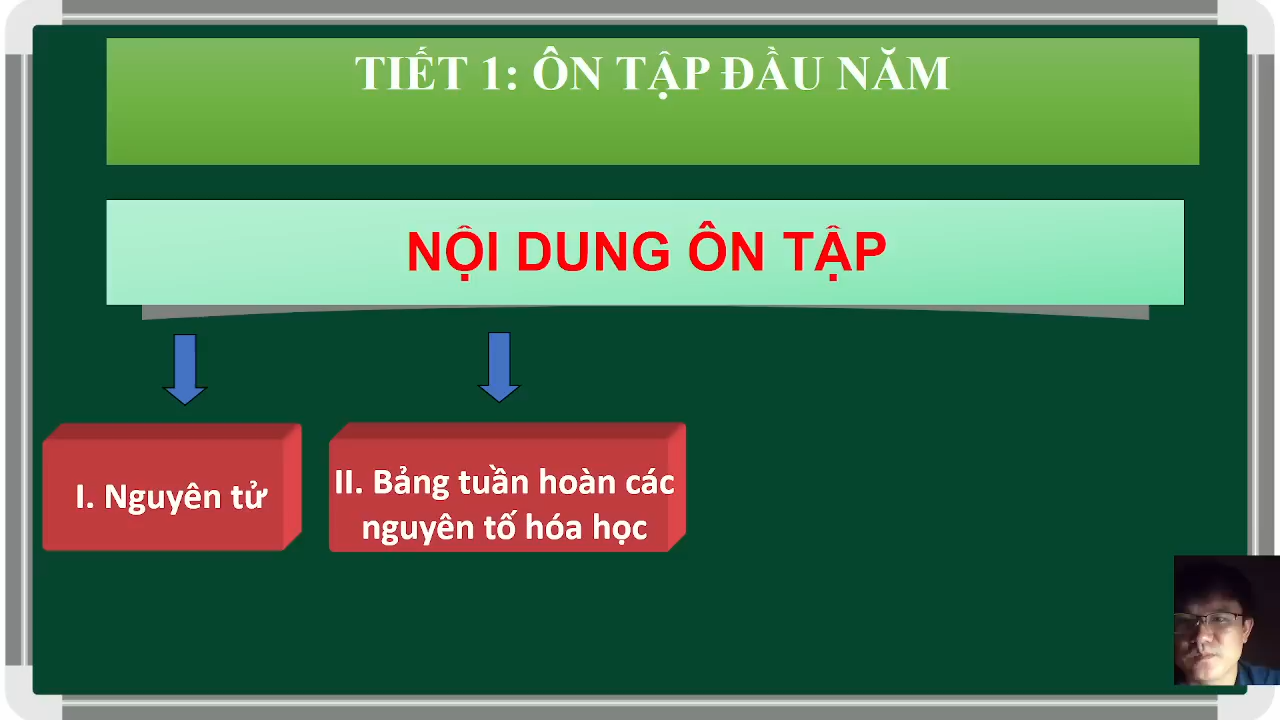 TIẾT 1: ÔN TẬP ĐẦU NĂM
NỘI DUNG ÔN TẬP
I. Nguyên tử
II. Bảng tuần hoàn các
nguyên tố hóa học